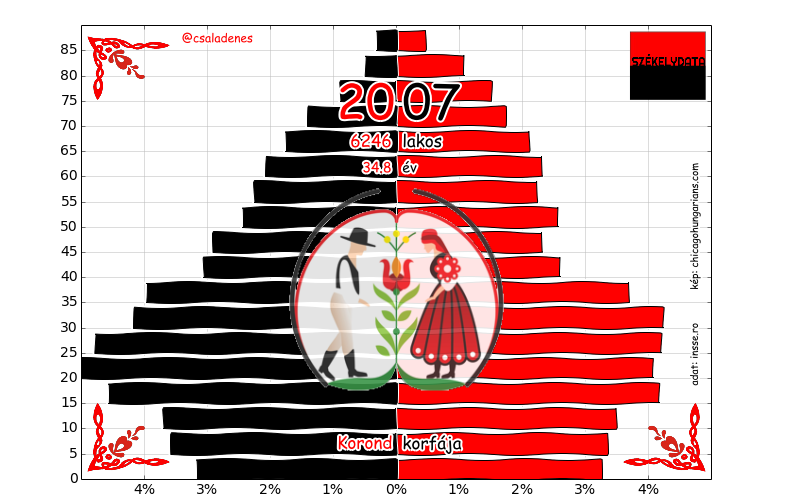 @csaladenes
SZÉKELYDATA
2007
6246 lakos
34.8 év
kép: chicagohungarians.com
adat: insse.ro
Korond korfája
85
80
75
70
65
60
55
50
45
40
35
30
25
20
15
10
5
0
4% 3% 2% 1% 0% 1% 2% 3% 4%